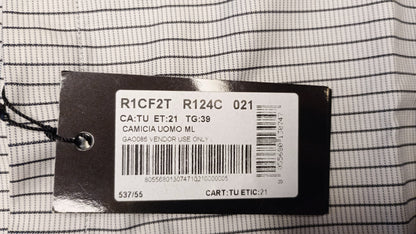 R1CF2T R124C 021
CA:TU ET:21 TG:39
CAMICIA UOMO ML
GAO086 VENDOR USE ONLY
537/55
CART:TU ETIC:21